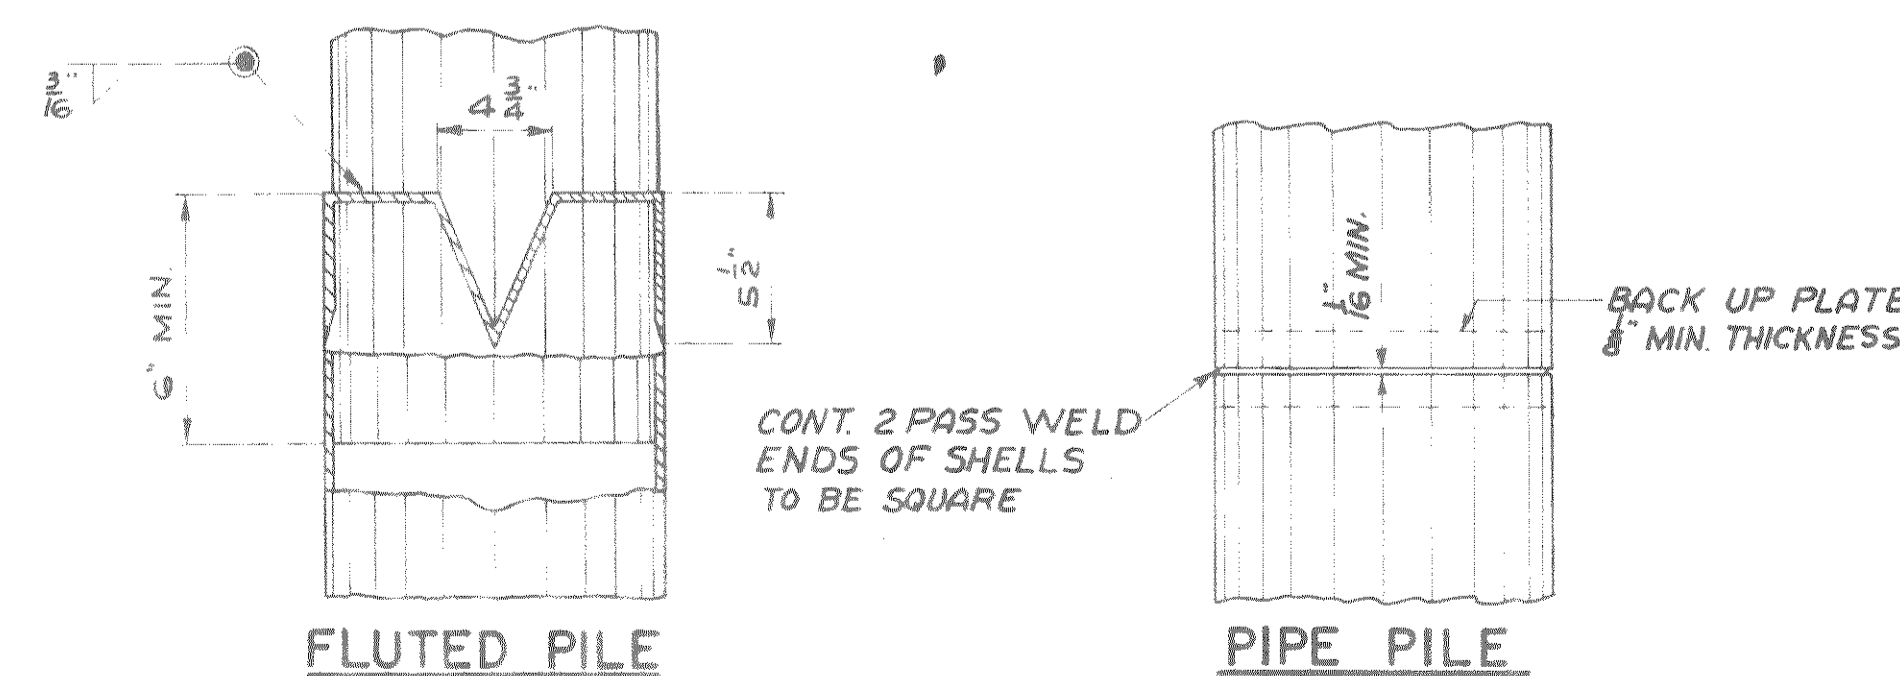 3/16"
4 3/4"
6" MIN.
5 1/2"
FLUTED PILE
CONT. 2 PASS WELD
ENDS OF SHELLS
TO BE SQUARE
1/16" MIN.
BACK UP PLATE
1/8" MIN. THICKNESS
PIPE PILE